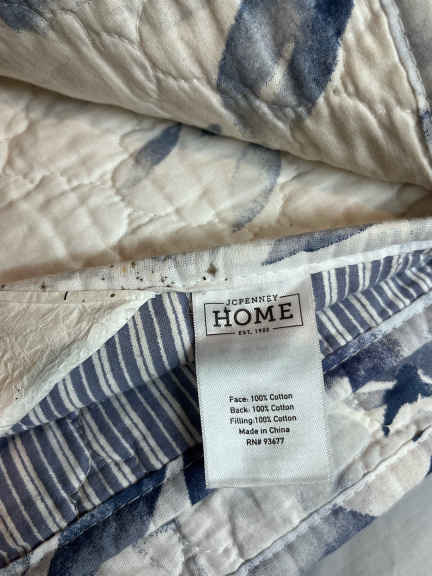 JCPENNEY
HOME
EST. 1902
Face: 100% Cotton
Back: 100% Cotton
Filling:100% Cotton
Made in China
RN# 93677